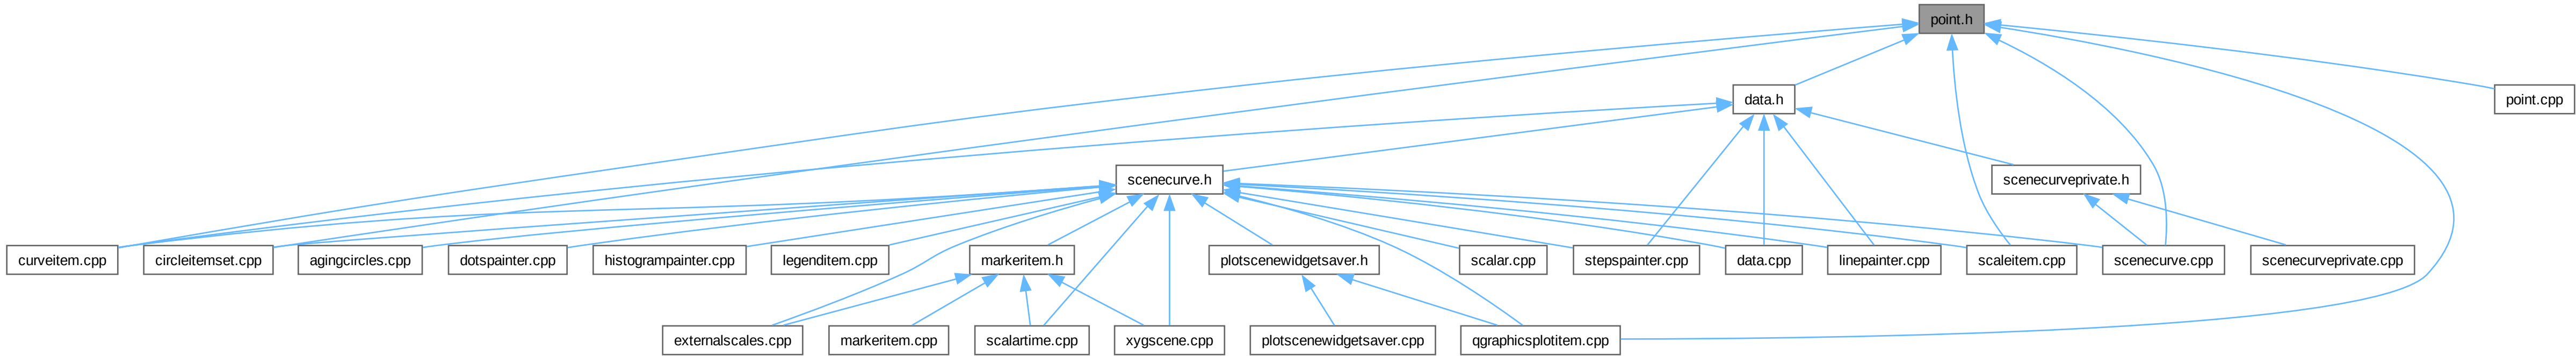 point.h
data.h
point.cpp
scenecurve.h
scenecurveprivate.h
curveitem.cpp
circleitemset.cpp
agingcircles.cpp
dotspainter.cpp
histogrampainter.cpp
legenditem.cpp
markeritem.h
plotscenewidgetsaver.h
scalar.cpp
stepspainter.cpp
data.cpp
linepainter.cpp
scaleitem.cpp
scenecurve.cpp
scenecurveprivate.cpp
externalscales.cpp
markeritem.cpp
scalartime.cpp
xygscene.cpp
plotscenewidgetsaver.cpp
qgraphicsplotitem.cpp